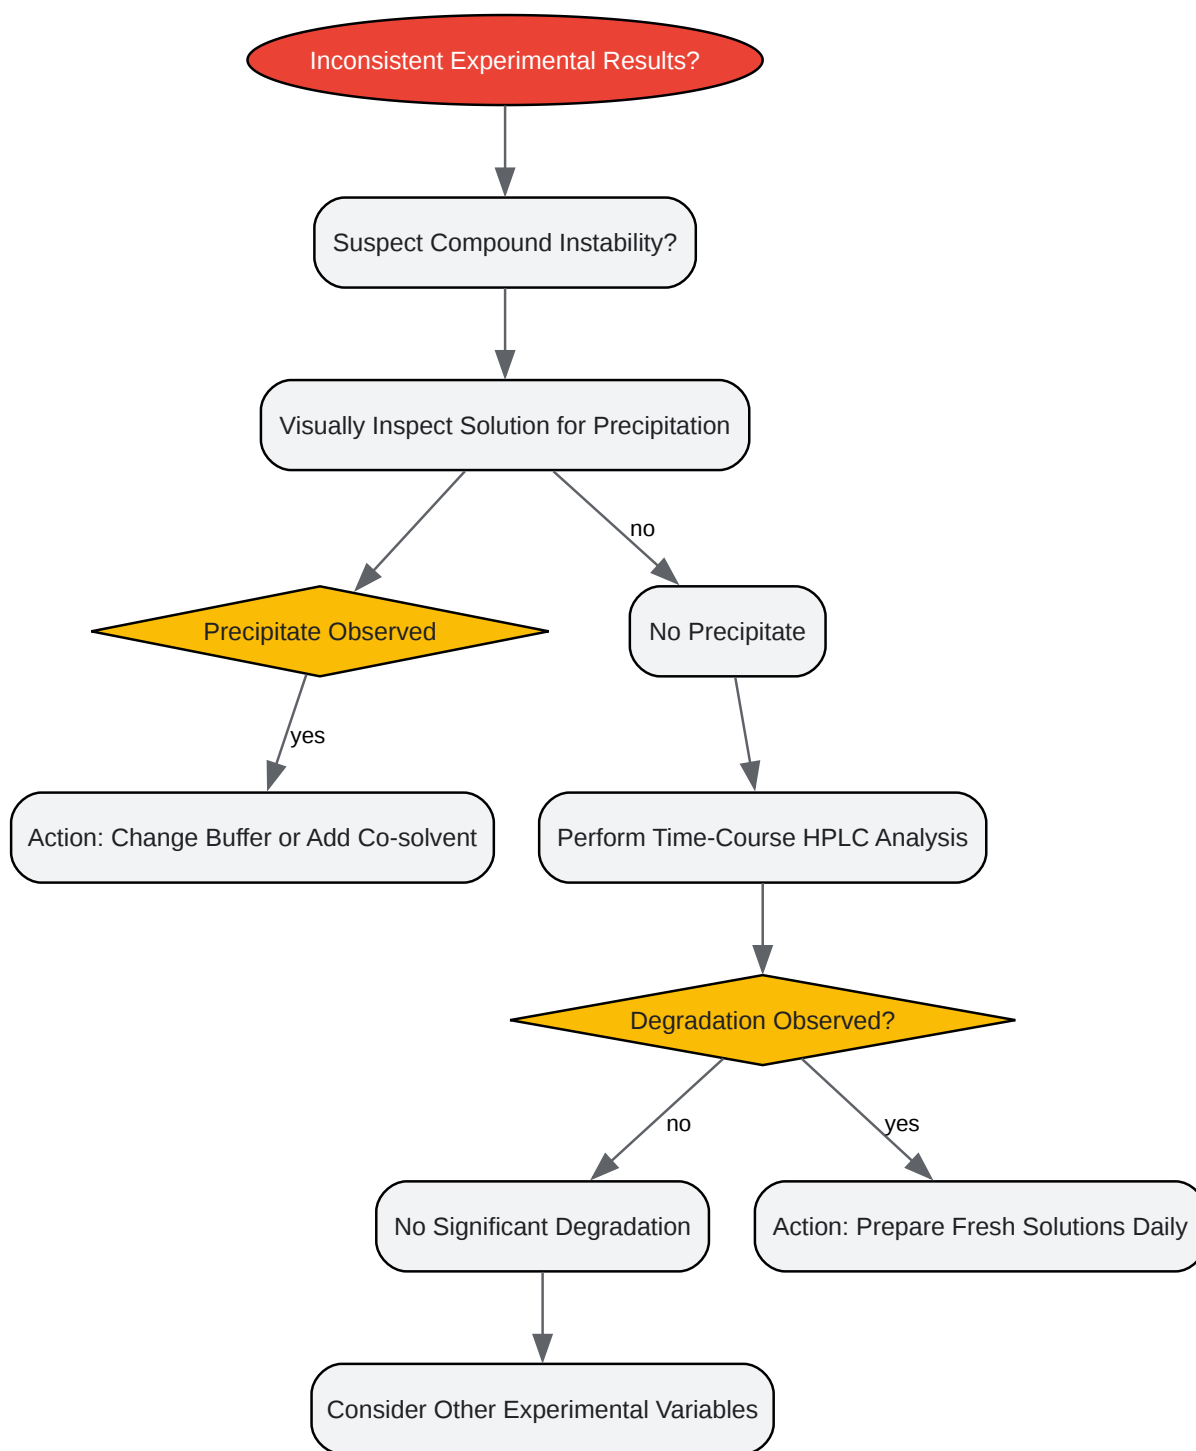 Inconsistent Experimental Results?
Suspect Compound Instability?
Visually Inspect Solution for Precipitation
no
Precipitate Observed
No Precipitate
yes
Action: Change Buffer or Add Co-solvent
Perform Time-Course HPLC Analysis
Degradation Observed?
no
yes
No Significant Degradation
Action: Prepare Fresh Solutions Daily
Consider Other Experimental Variables